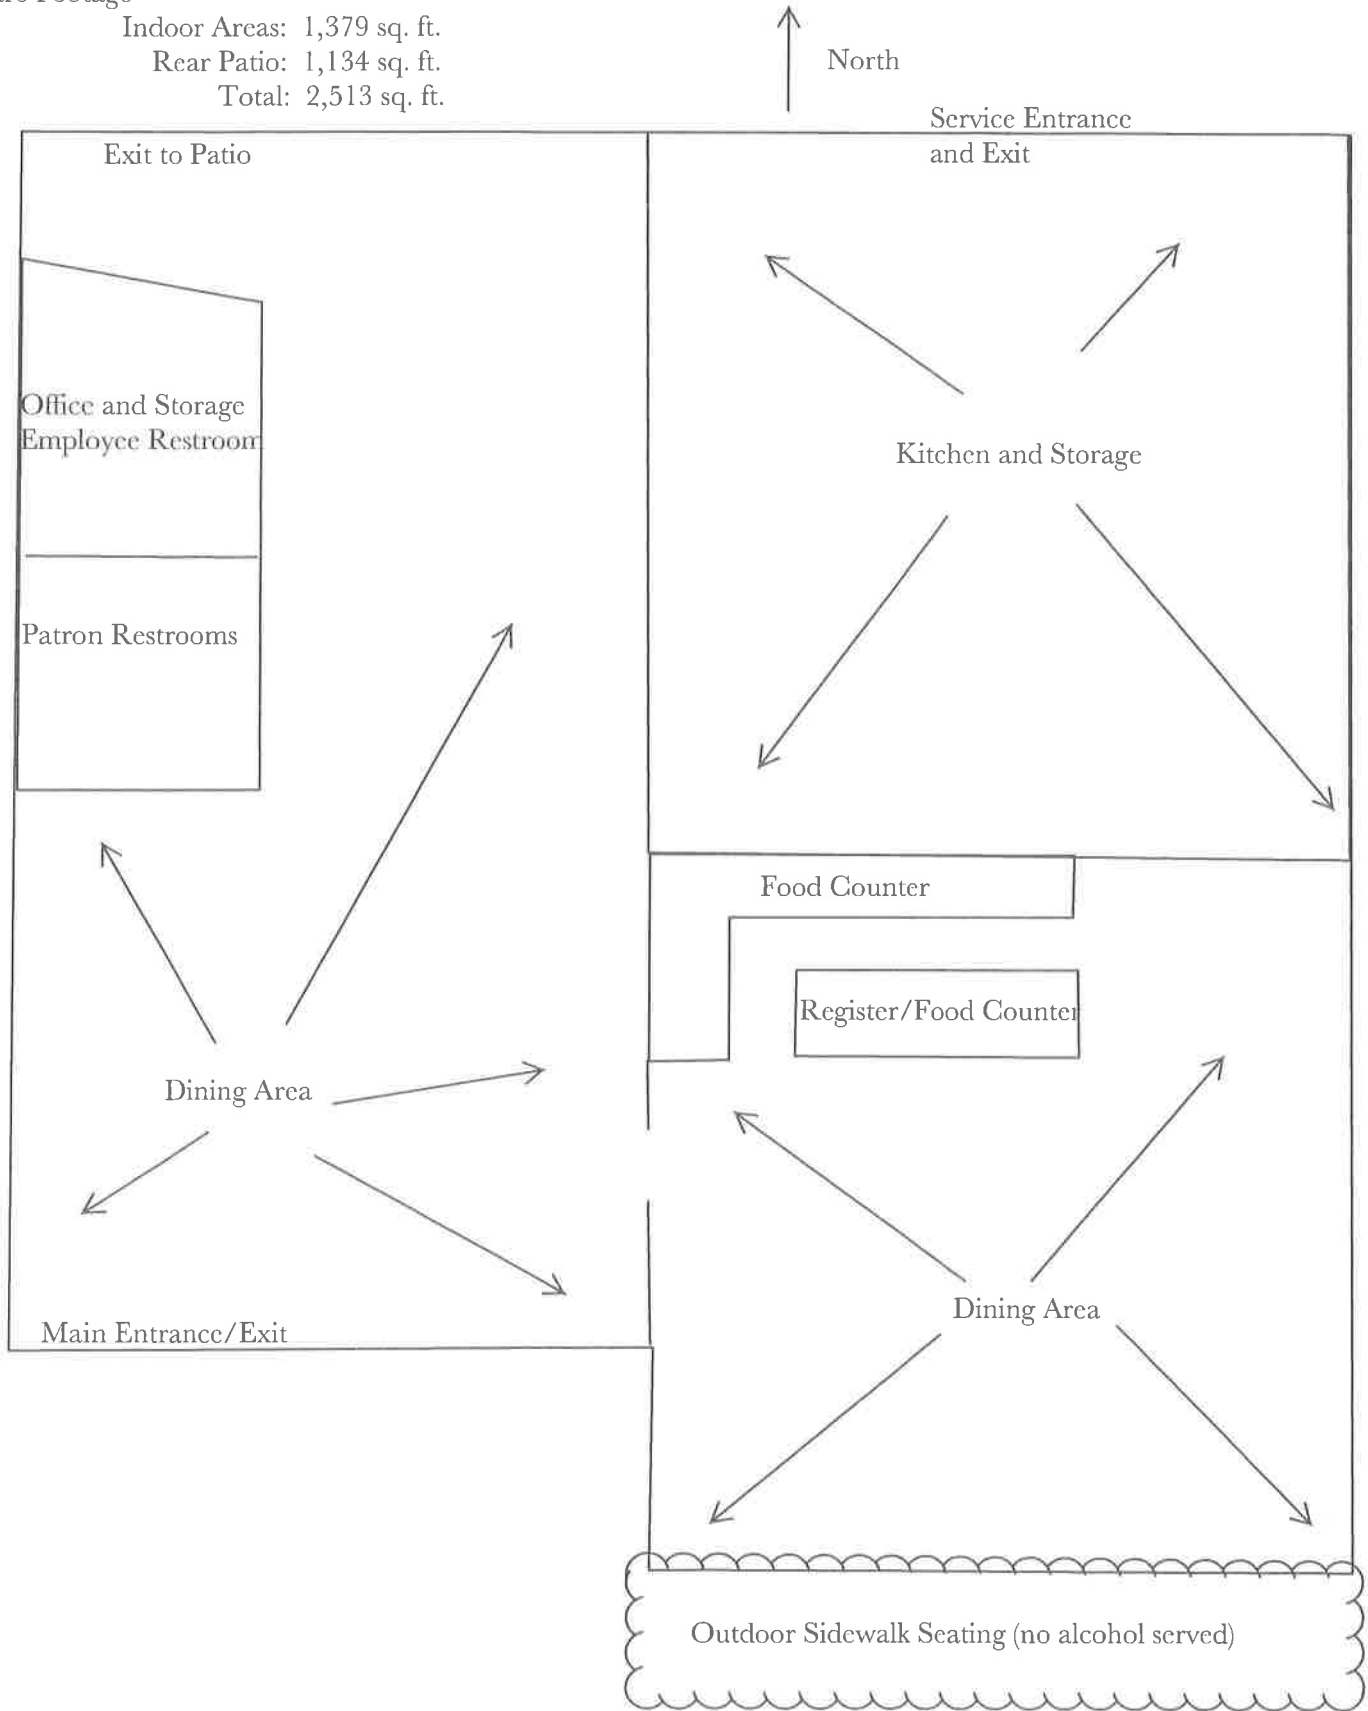 Footage
Indoor Areas: 1,379 sq. ft.
Rear Patio: 1,134 sq. ft.
Total: 2,513 sq. ft.
North
Service Entrance
and Exit
Exit to Patio
Office and Storage
Employee Restroom
Kitchen and Storage
Patron Restrooms
Food Counter
Register/Food Counter
Dining Area
Dining Area
Main Entrance/Exit
Outdoor Sidewalk Seating (no alcohol served)